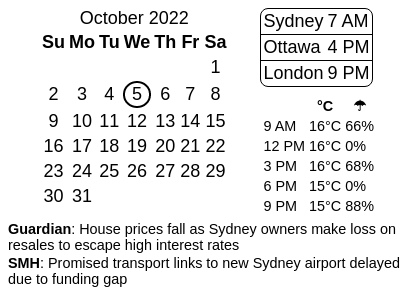 October 2022
Su Mo Tu We Th Fr Sa
1
2 3 4 5 6 7 8
9 10 11 12 13 14 15
16 17 18 19 20 21 22
23 24 25 26 27 28 29
30 31
Sydney 7 AM
Ottawa 4 PM
London 9 PM
°C ☂
9 AM 16°C 66%
12 PM 16°C 0%
3 PM 16°C 68%
6 PM 15°C 0%
9 PM 15°C 88%
Guardian: House prices fall as Sydney owners make loss on
resales to escape high interest rates
SMH: Promised transport links to new Sydney airport delayed
due to funding gap